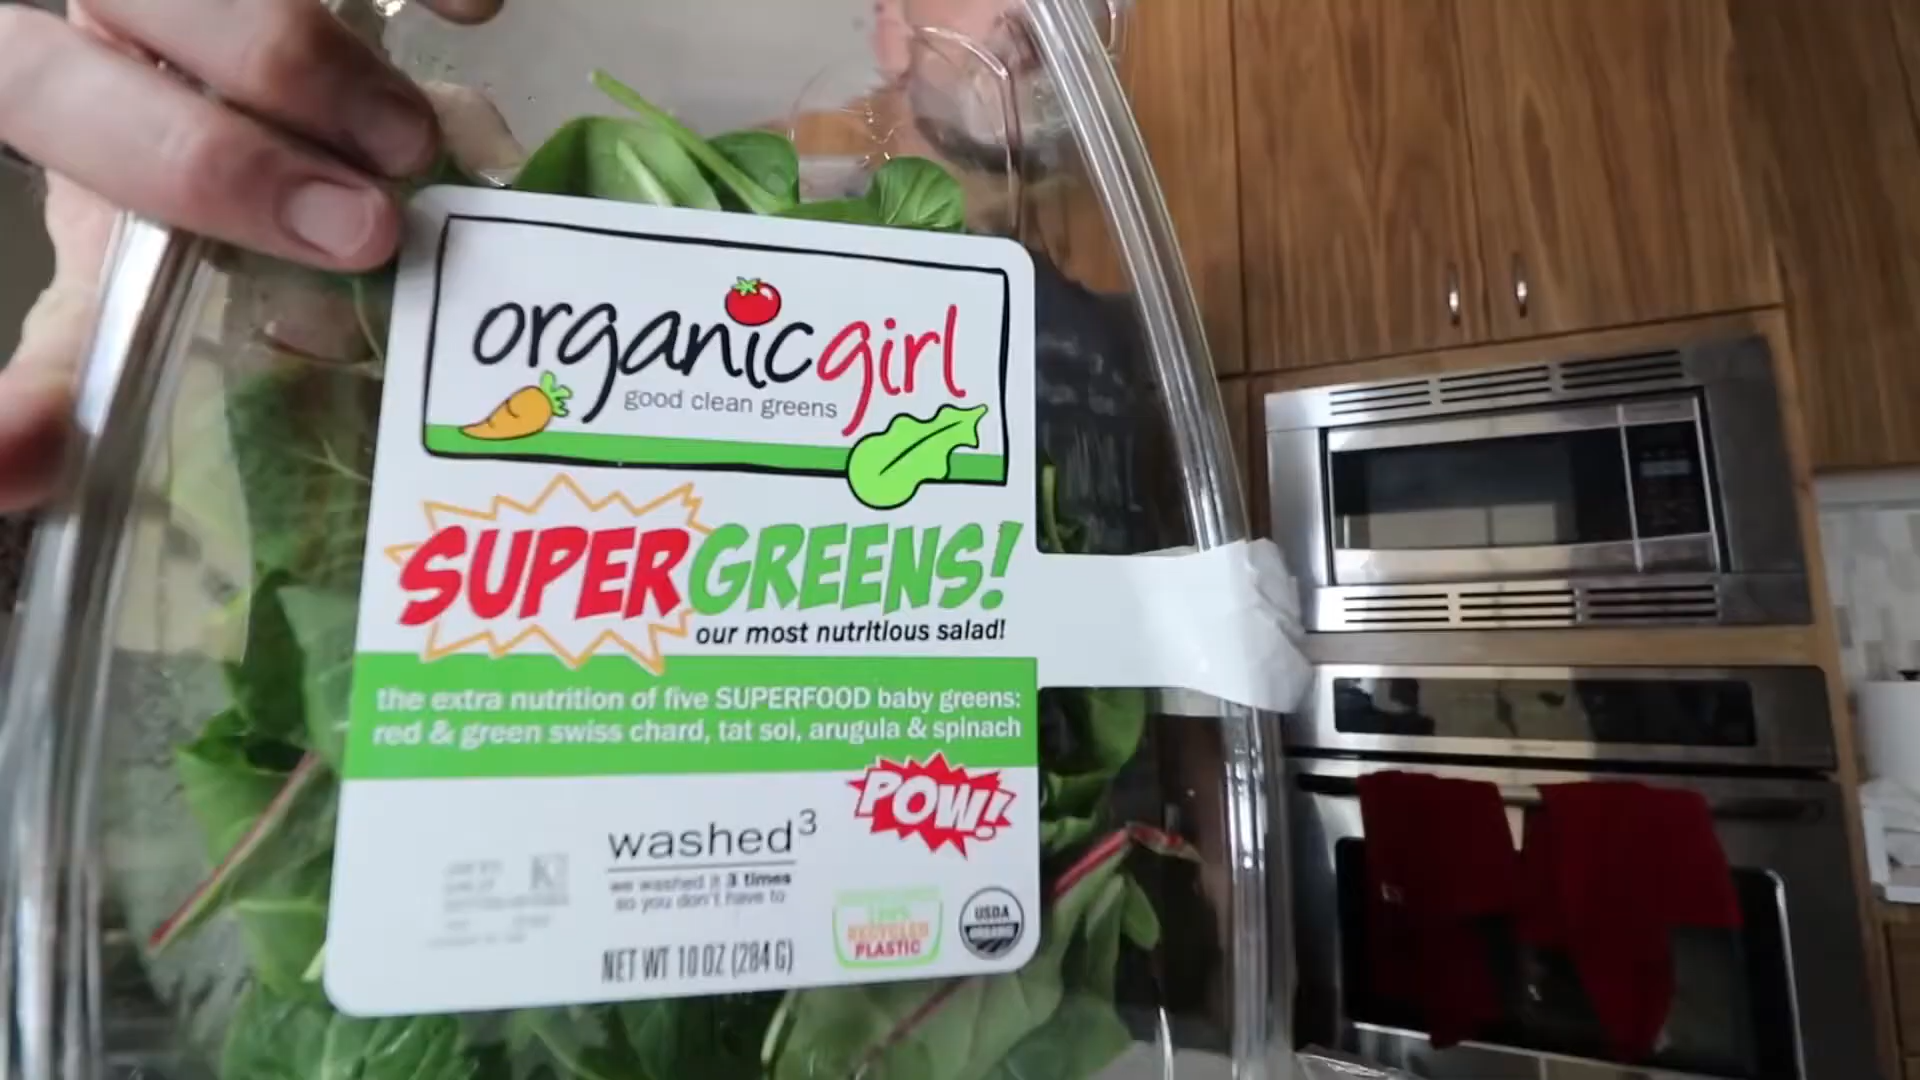 organicgirl
good clean greens
SUPERGREENS!
our most nutritious salad!
the extra nutrition of five SUPERFOOD baby greens:
red & green swiss chard, tat soi, arugula & spinach
POW!!
washed³
we washed it 3 times
so you don't have to
NET WT 10 OZ (284 G)
RECYCLED
PLASTIC
USDA
ORGANIC